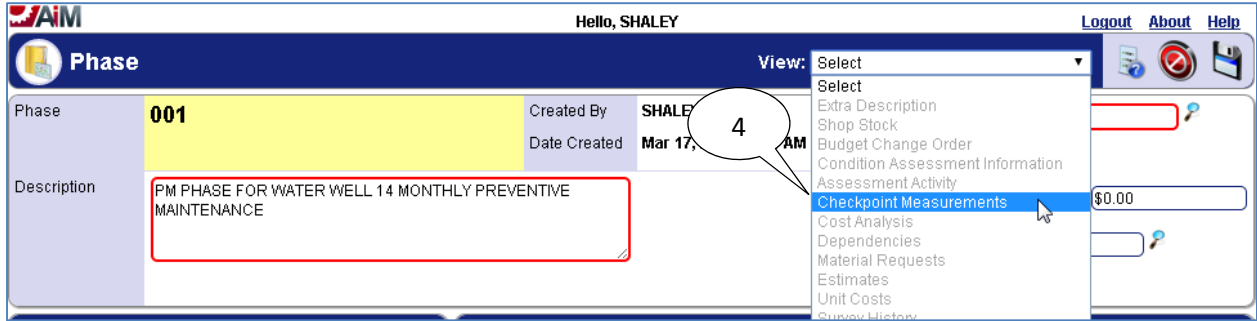 AiM
Hello, SHALEY
Logout About Help
Phase
View: Select
Select
Extra Description
Shop Stock
Budget Change Order
Condition Assessment Information
Assessment Activity
Checkpoint Measurements
Cost Analysis
Dependencies
Material Requests
Estimates
Unit Costs
Survey History
Phase
001
Created By
Date Created
Mar 17, AM
4
Description
PM PHASE FOR WATER WELL 14 MONTHLY PREVENTIVE
MAINTENANCE
$0.00